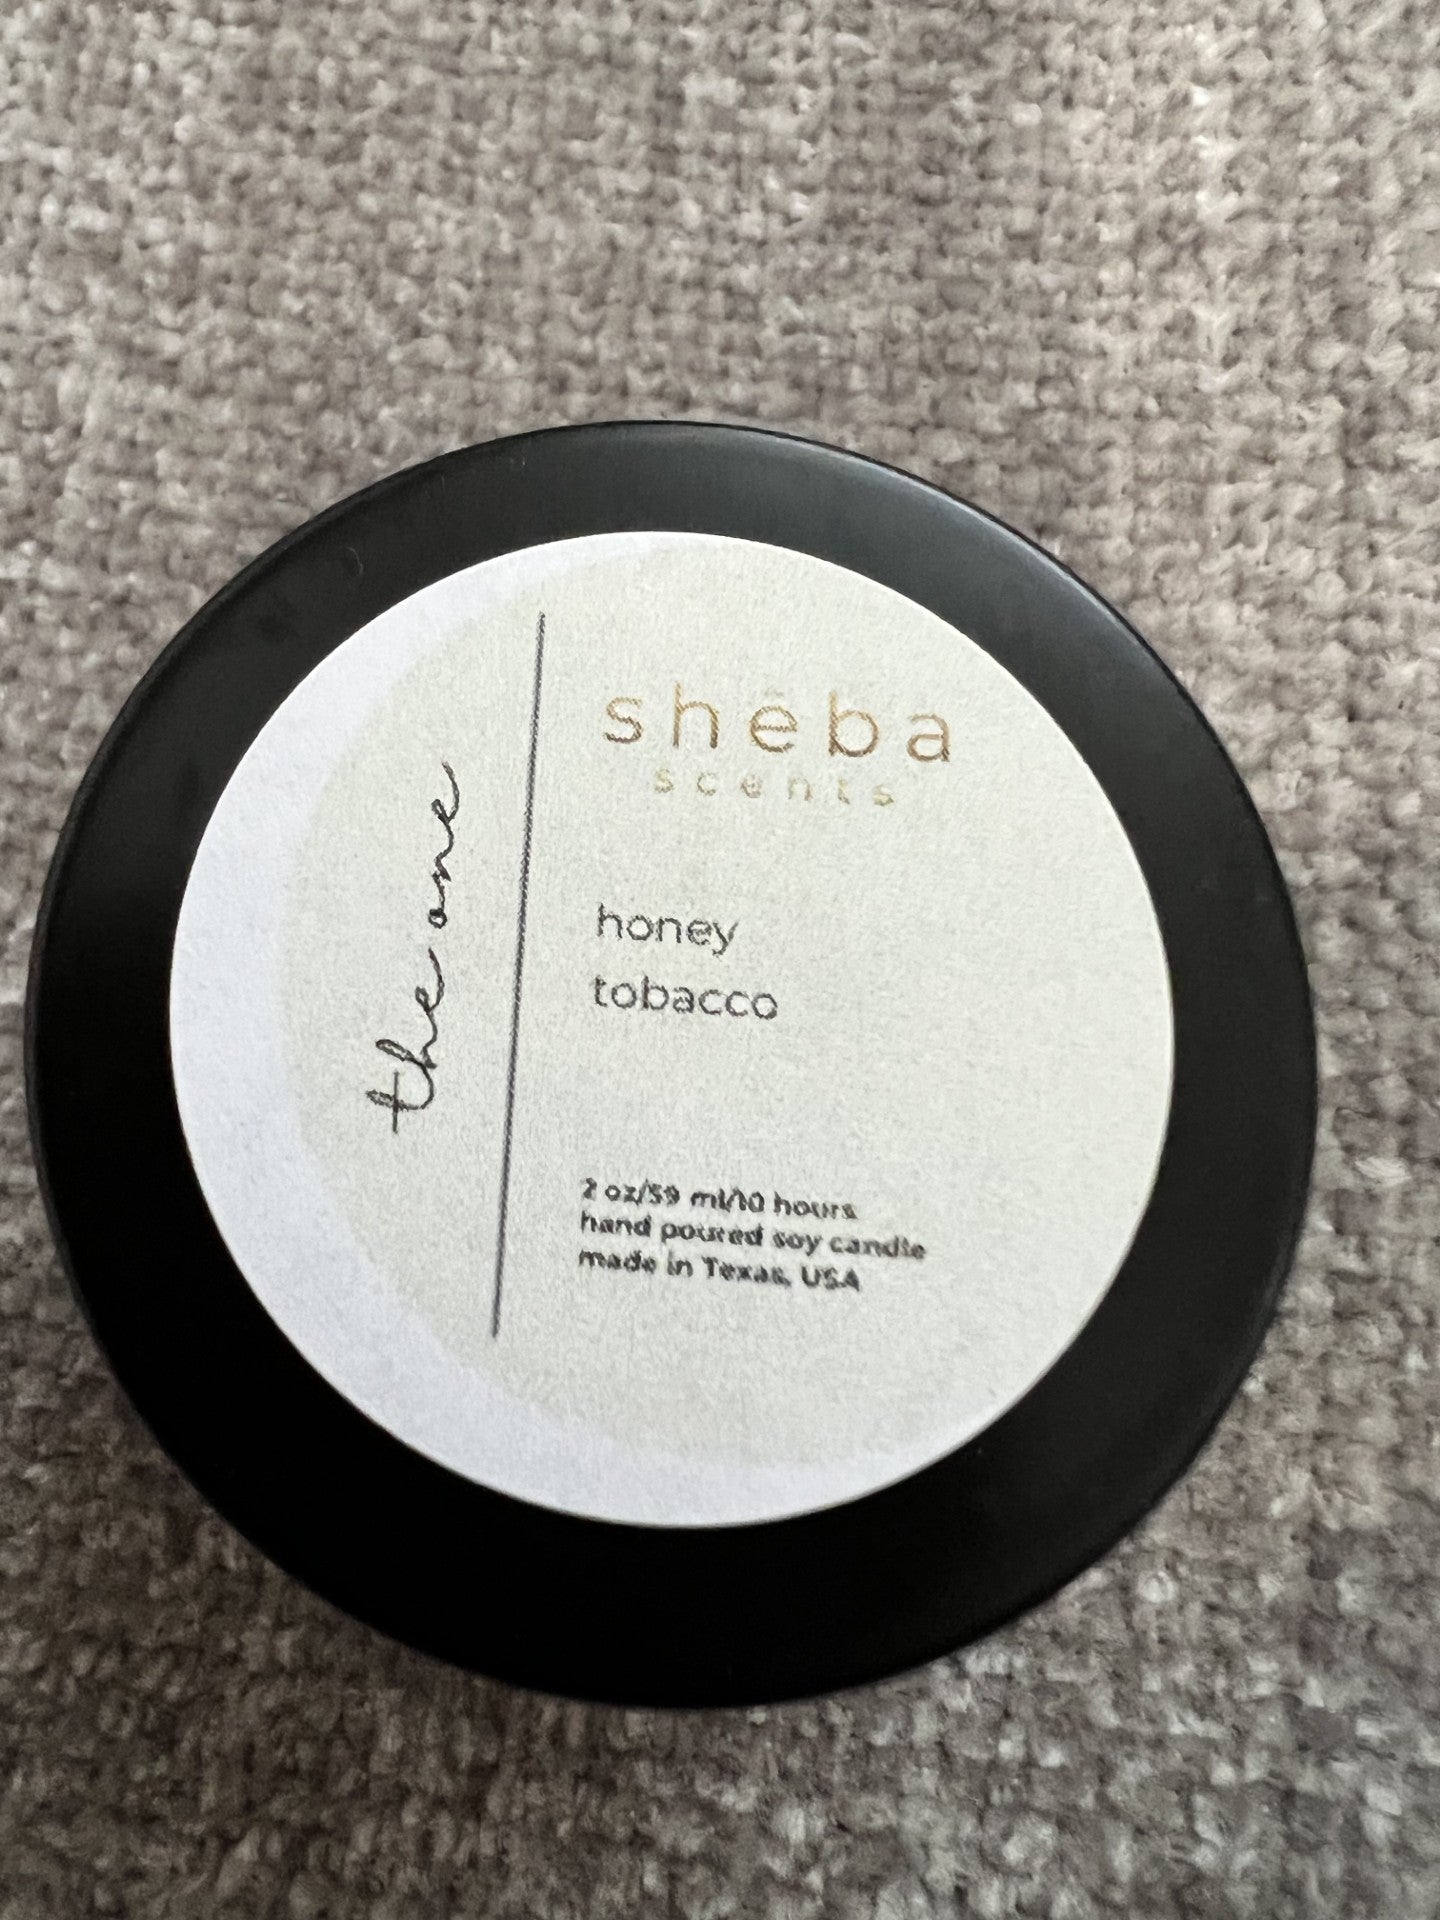 the one
shēba
scents
honey
tobacco
2 oz/59 ml/10 hours
hand poured soy candle
made in Texas, USA